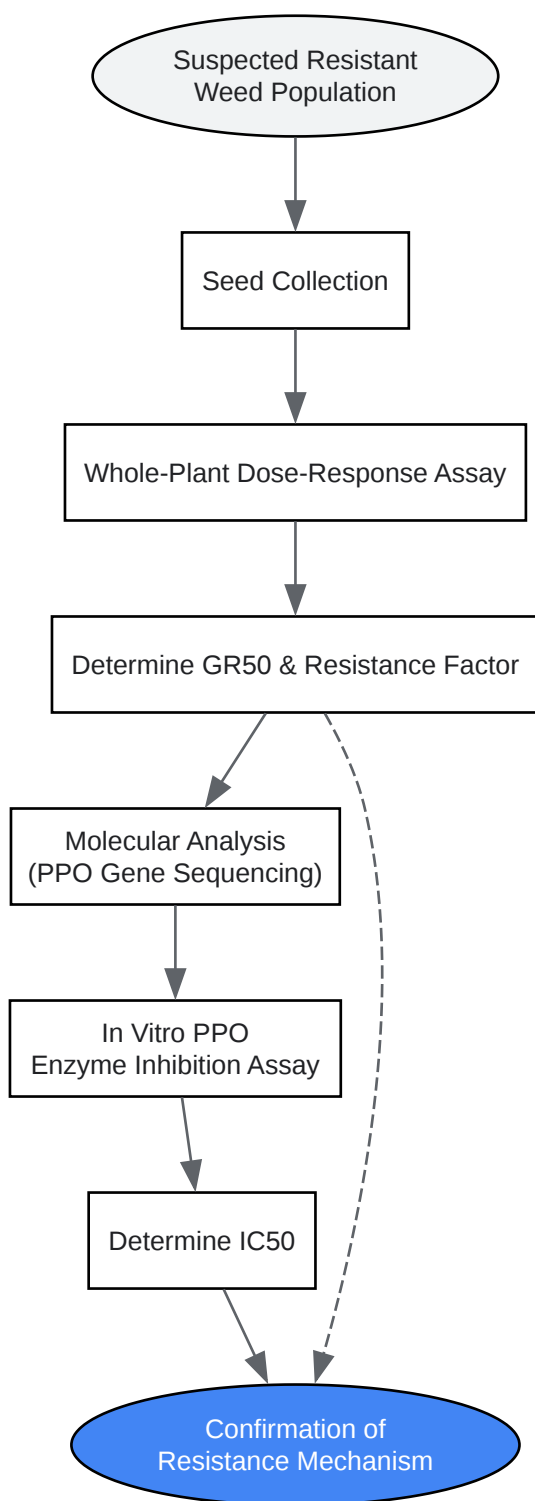 Suspected Resistant
Weed Population
Seed Collection
Whole-Plant Dose-Response Assay
Determine GR50 & Resistance Factor
Molecular Analysis
(PPO Gene Sequencing)
In Vitro PPO
Enzyme Inhibition Assay
Determine IC50
Confirmation of
Resistance Mechanism